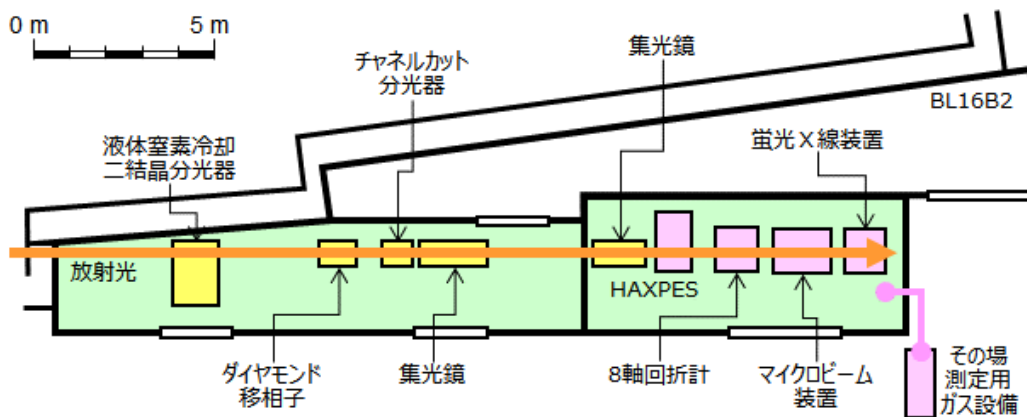 0 m
5 m
チャネルカット
分光器
集光鏡
BL16B2
液体窒素冷却
二結晶分光器
蛍光X線装置
放射光
HAXPES
ダイヤモンド
移相子
集光鏡
8軸回折計
マイクロビーム
装置
その場
測定用
ガス設備